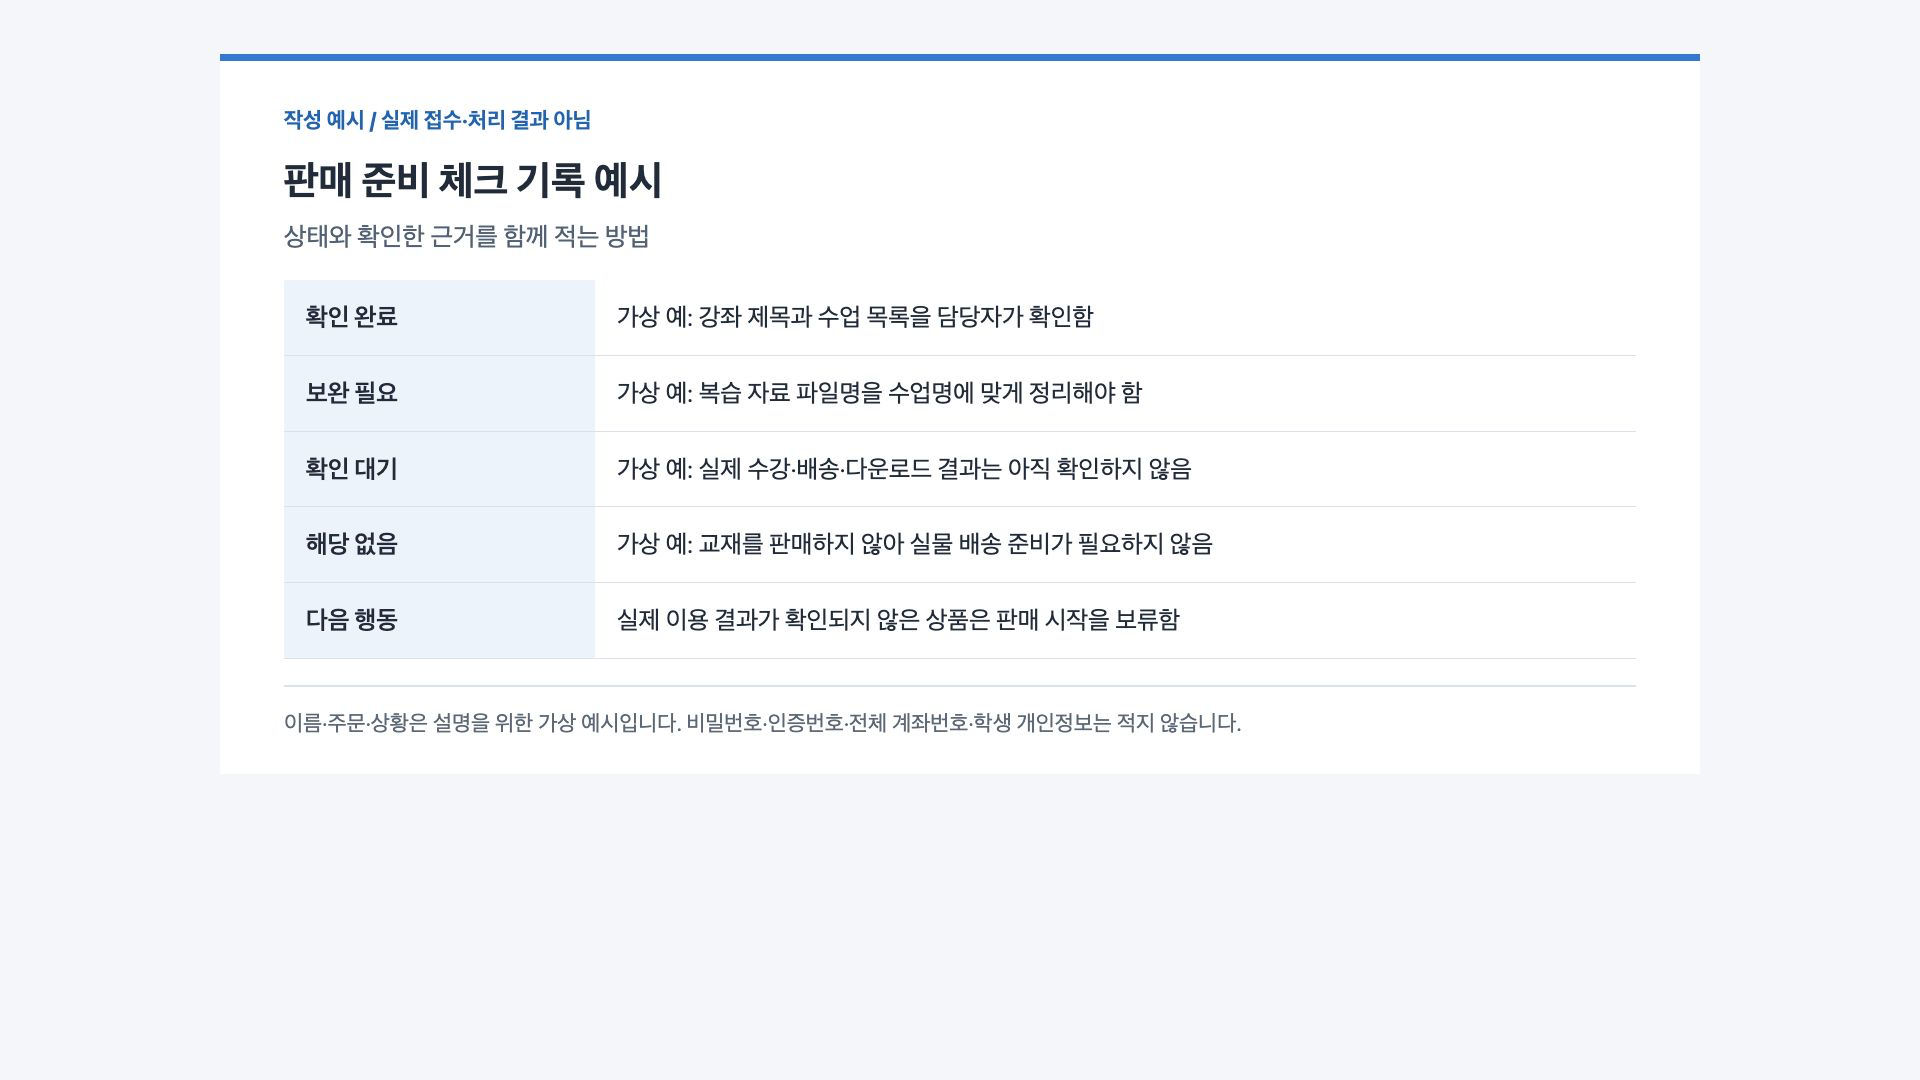 작성 예시 / 실제 접수·처리 결과 아님
판매 준비 체크 기록 예시
상태와 확인한 근거를 함께 적는 방법
확인 완료 가상 예: 강좌 제목과 수업 목록을 담당자가 확인함
보완 필요 가상 예: 복습 자료 파일명을 수업명에 맞게 정리해야 함
확인 대기 가상 예: 실제 수강·배송·다운로드 결과는 아직 확인하지 않음
해당 없음 가상 예: 교재를 판매하지 않아 실물 배송 준비가 필요하지 않음
다음 행동 실제 이용 결과가 확인되지 않은 상품은 판매 시작을 보류함
이름·주문·상황은 설명을 위한 가상 예시입니다. 비밀번호·인증번호·전체 계좌번호·학생 개인정보는 적지 않습니다.